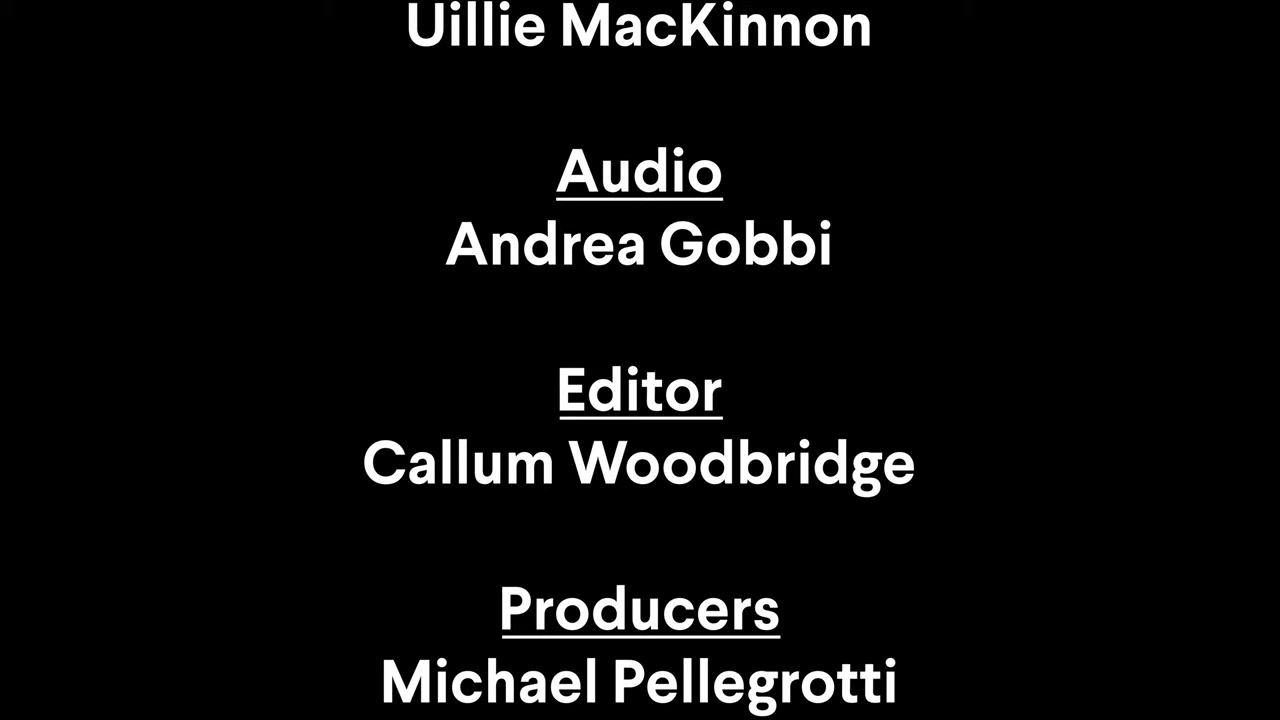 Uillie MacKinnon
Audio
Andrea Gobbi
Editor
Callum Woodbridge
Producers
Michael Pellegrotti